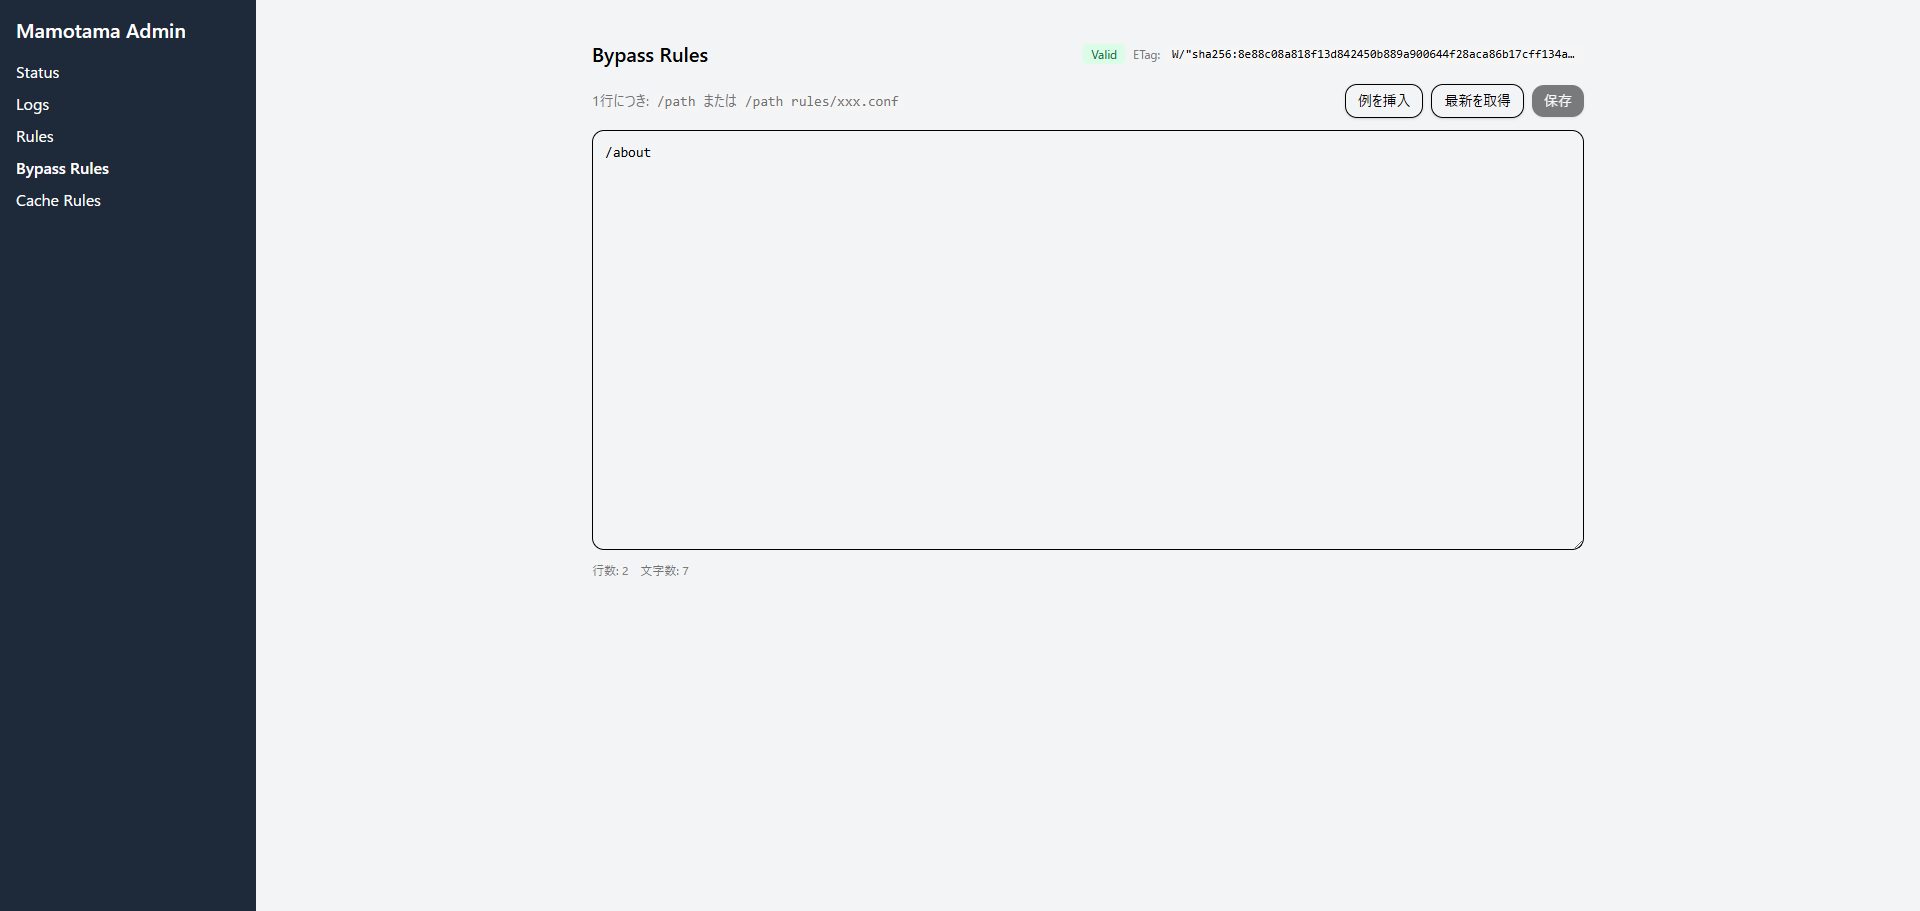 Mamotama Admin
Status
Logs
Rules
Bypass Rules
Cache Rules
Bypass Rules
Valid ETag: W/"sha256:8e88c08a818f13d842450b889a900644f28aca86b17cff134a…
1行につき: /path または /path rules/xxx.conf
例を挿入 最新を取得 保存
/about
行数: 2 文字数: 7